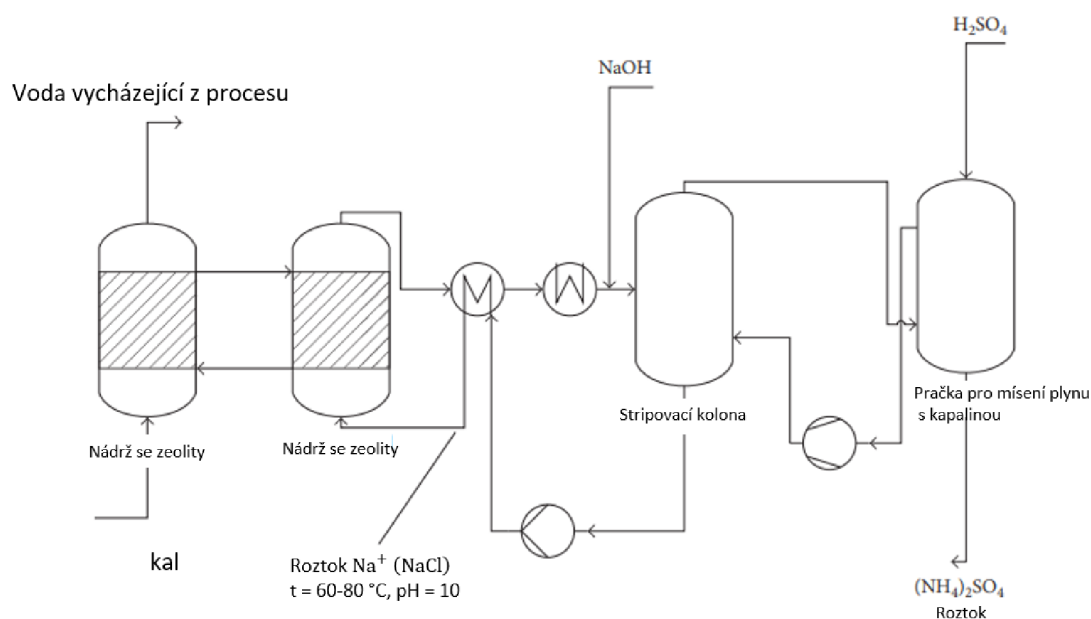 H₂SO₄
NaOH
Voda vycházející z procesu
Pračka pro mísení plynu
s kapalinou
Stripovací kolona
Nádrž se zeolity
Nádrž se zeolity
kal
Roztok Na⁺ (NaCl)
t = 60-80 °C, pH = 10
(NH₄)₂SO₄
Roztok